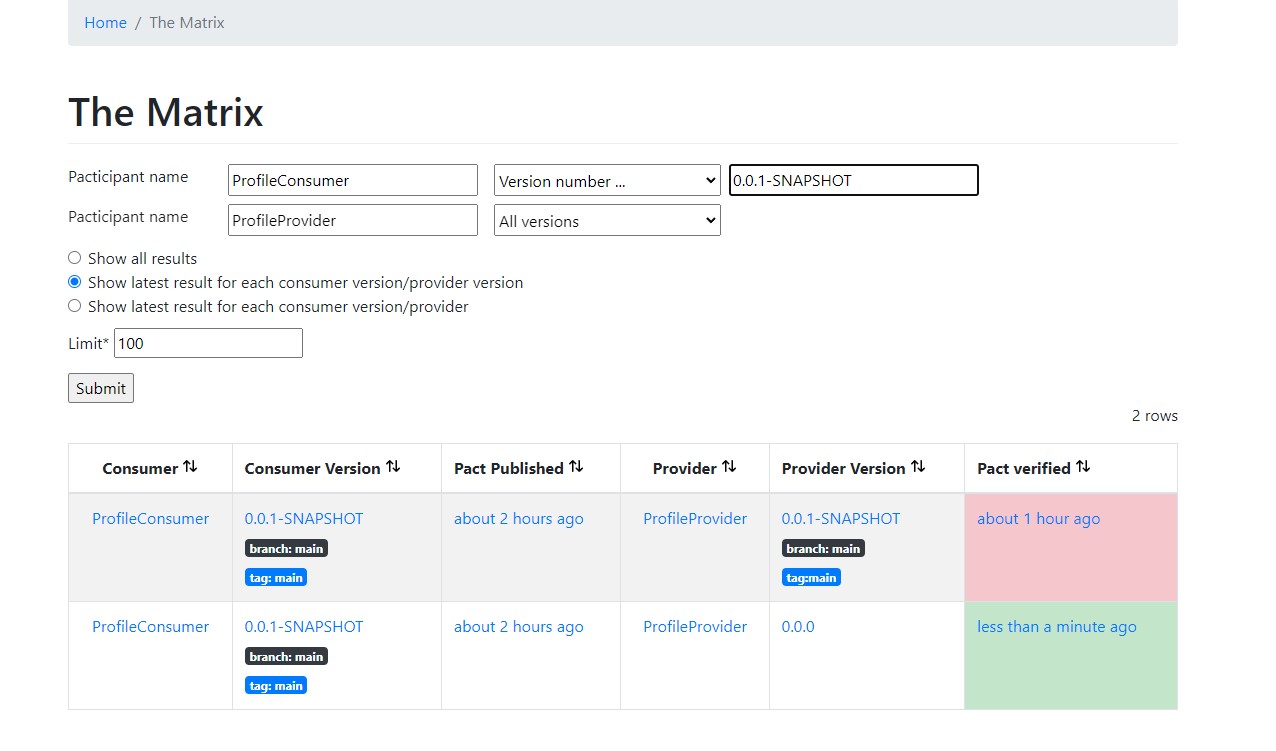 Home / The Matrix
The Matrix
Pacticipant name ProfileConsumer Version number ... 0.0.1-SNAPSHOT
Pacticipant name ProfileProvider All versions
Show all results
Show latest result for each consumer version/provider version
Show latest result for each consumer version/provider
Limit* 100
Submit
2 rows
Consumer Consumer Version Pact Published Provider Provider Version Pact verified
ProfileConsumer 0.0.1-SNAPSHOT about 2 hours ago ProfileProvider 0.0.1-SNAPSHOT about 1 hour ago
branch: main branch: main
tag: main tag:main
ProfileConsumer 0.0.1-SNAPSHOT about 2 hours ago ProfileProvider 0.0.0 less than a minute ago
branch: main
tag: main